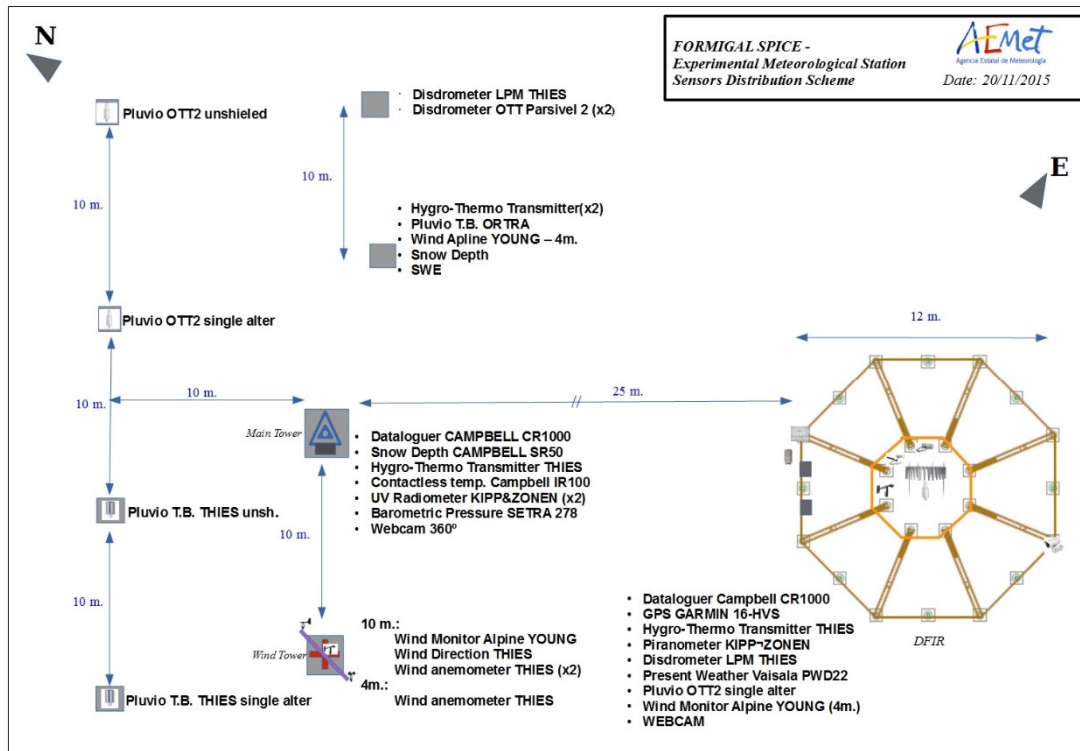 N
FORMIGAL SPICE -
Experimental Meteorological Station
Sensors Distribution Scheme
AEMet
Agencia Estatal de Meteorología
Date: 20/11/2015
Pluvio OTT2 unshieled
· Disdrometer LPM THIES
· Disdrometer OTT Parsivel 2 (x2)
E
10 m.
10 m.
• Hygro-Thermo Transmitter(x2)
• Pluvio T.B. ORTRA
• Wind Apline YOUNG – 4m.
• Snow Depth
• SWE
Pluvio OTT2 single alter
12 m.
10 m.
25 m.
//
10 m.
Main Tower
• Dataloguer CAMPBELL CR1000
• Snow Depth CAMPBELL SR50
• Hygro-Thermo Transmitter THIES
• Contactless temp. Campbell IR100
• UV Radiometer KIPP&ZONEN (x2)
• Barometric Pressure SETRA 278
• Webcam 360º
Pluvio T.B. THIES unsh.
10 m.
10 m.
Wind Tower
10 m.:
Wind Monitor Alpine YOUNG
Wind Direction THIES
Wind anemometer THIES (x2)
4m.:
Wind anemometer THIES
Pluvio T.B. THIES single alter
• Dataloguer Campbell CR1000
• GPS GARMIN 16-HVS
• Hygro-Thermo Transmitter THIES
• Piranometer KIPP¬ZONEN
• Disdrometer LPM THIES
• Present Weather Vaisala PWD22
• Pluvio OTT2 single alter
• Wind Monitor Alpine YOUNG (4m.)
• WEBCAM
DFIR